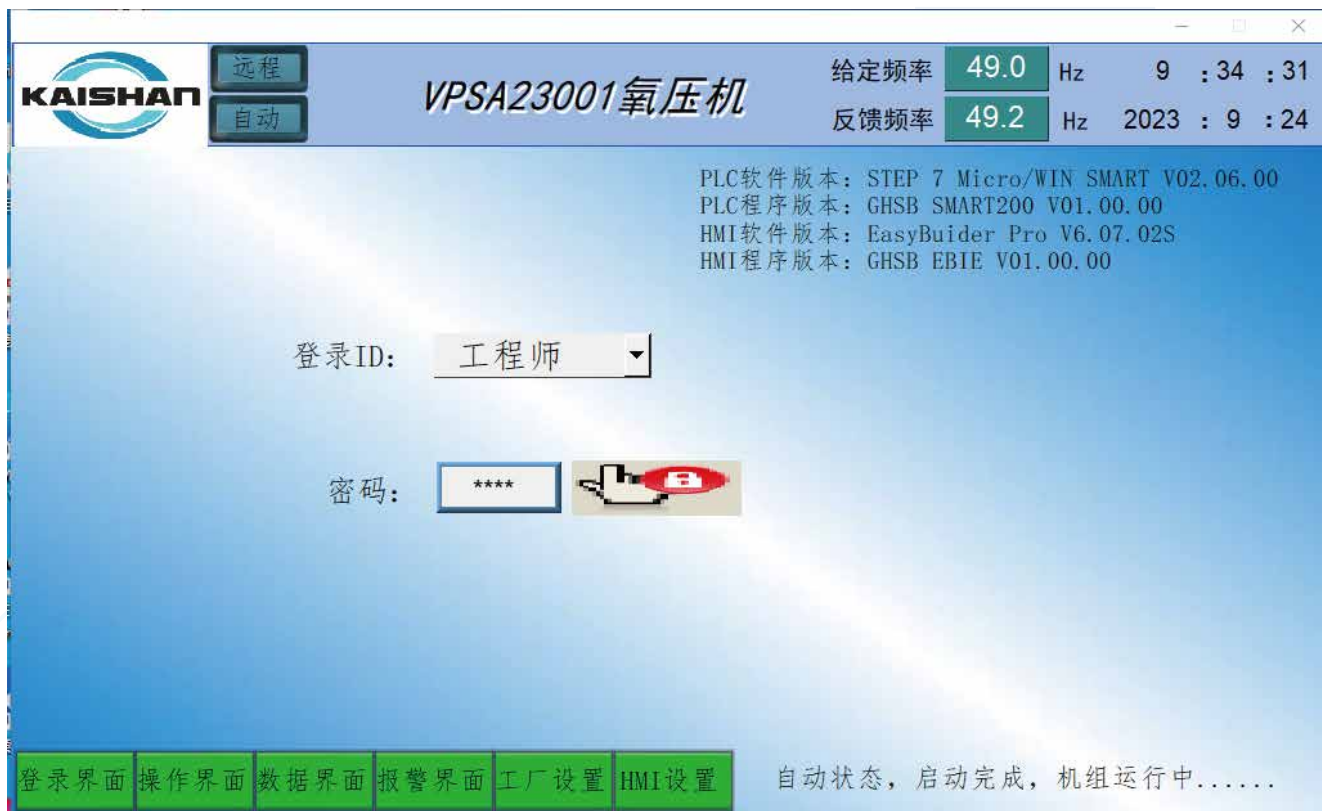 KAISHAN
远程
自动
VPSA23001氧压机
给定频率 49.0 Hz 9 : 34 : 31
反馈频率 49.2 Hz 2023 : 9 : 24
PLC软件版本: STEP 7 Micro/WIN SMART V02.06.00
PLC程序版本: GHSB SMART200 V01.00.00
HMI软件版本: EasyBuider Pro V6.07.02S
HMI程序版本: GHSB EBIE V01.00.00
登录ID: 工程师
密码: ****
登录界面 操作界面 数据界面 报警界面 工厂设置 HMI设置
自动状态，启动完成，机组运行中......